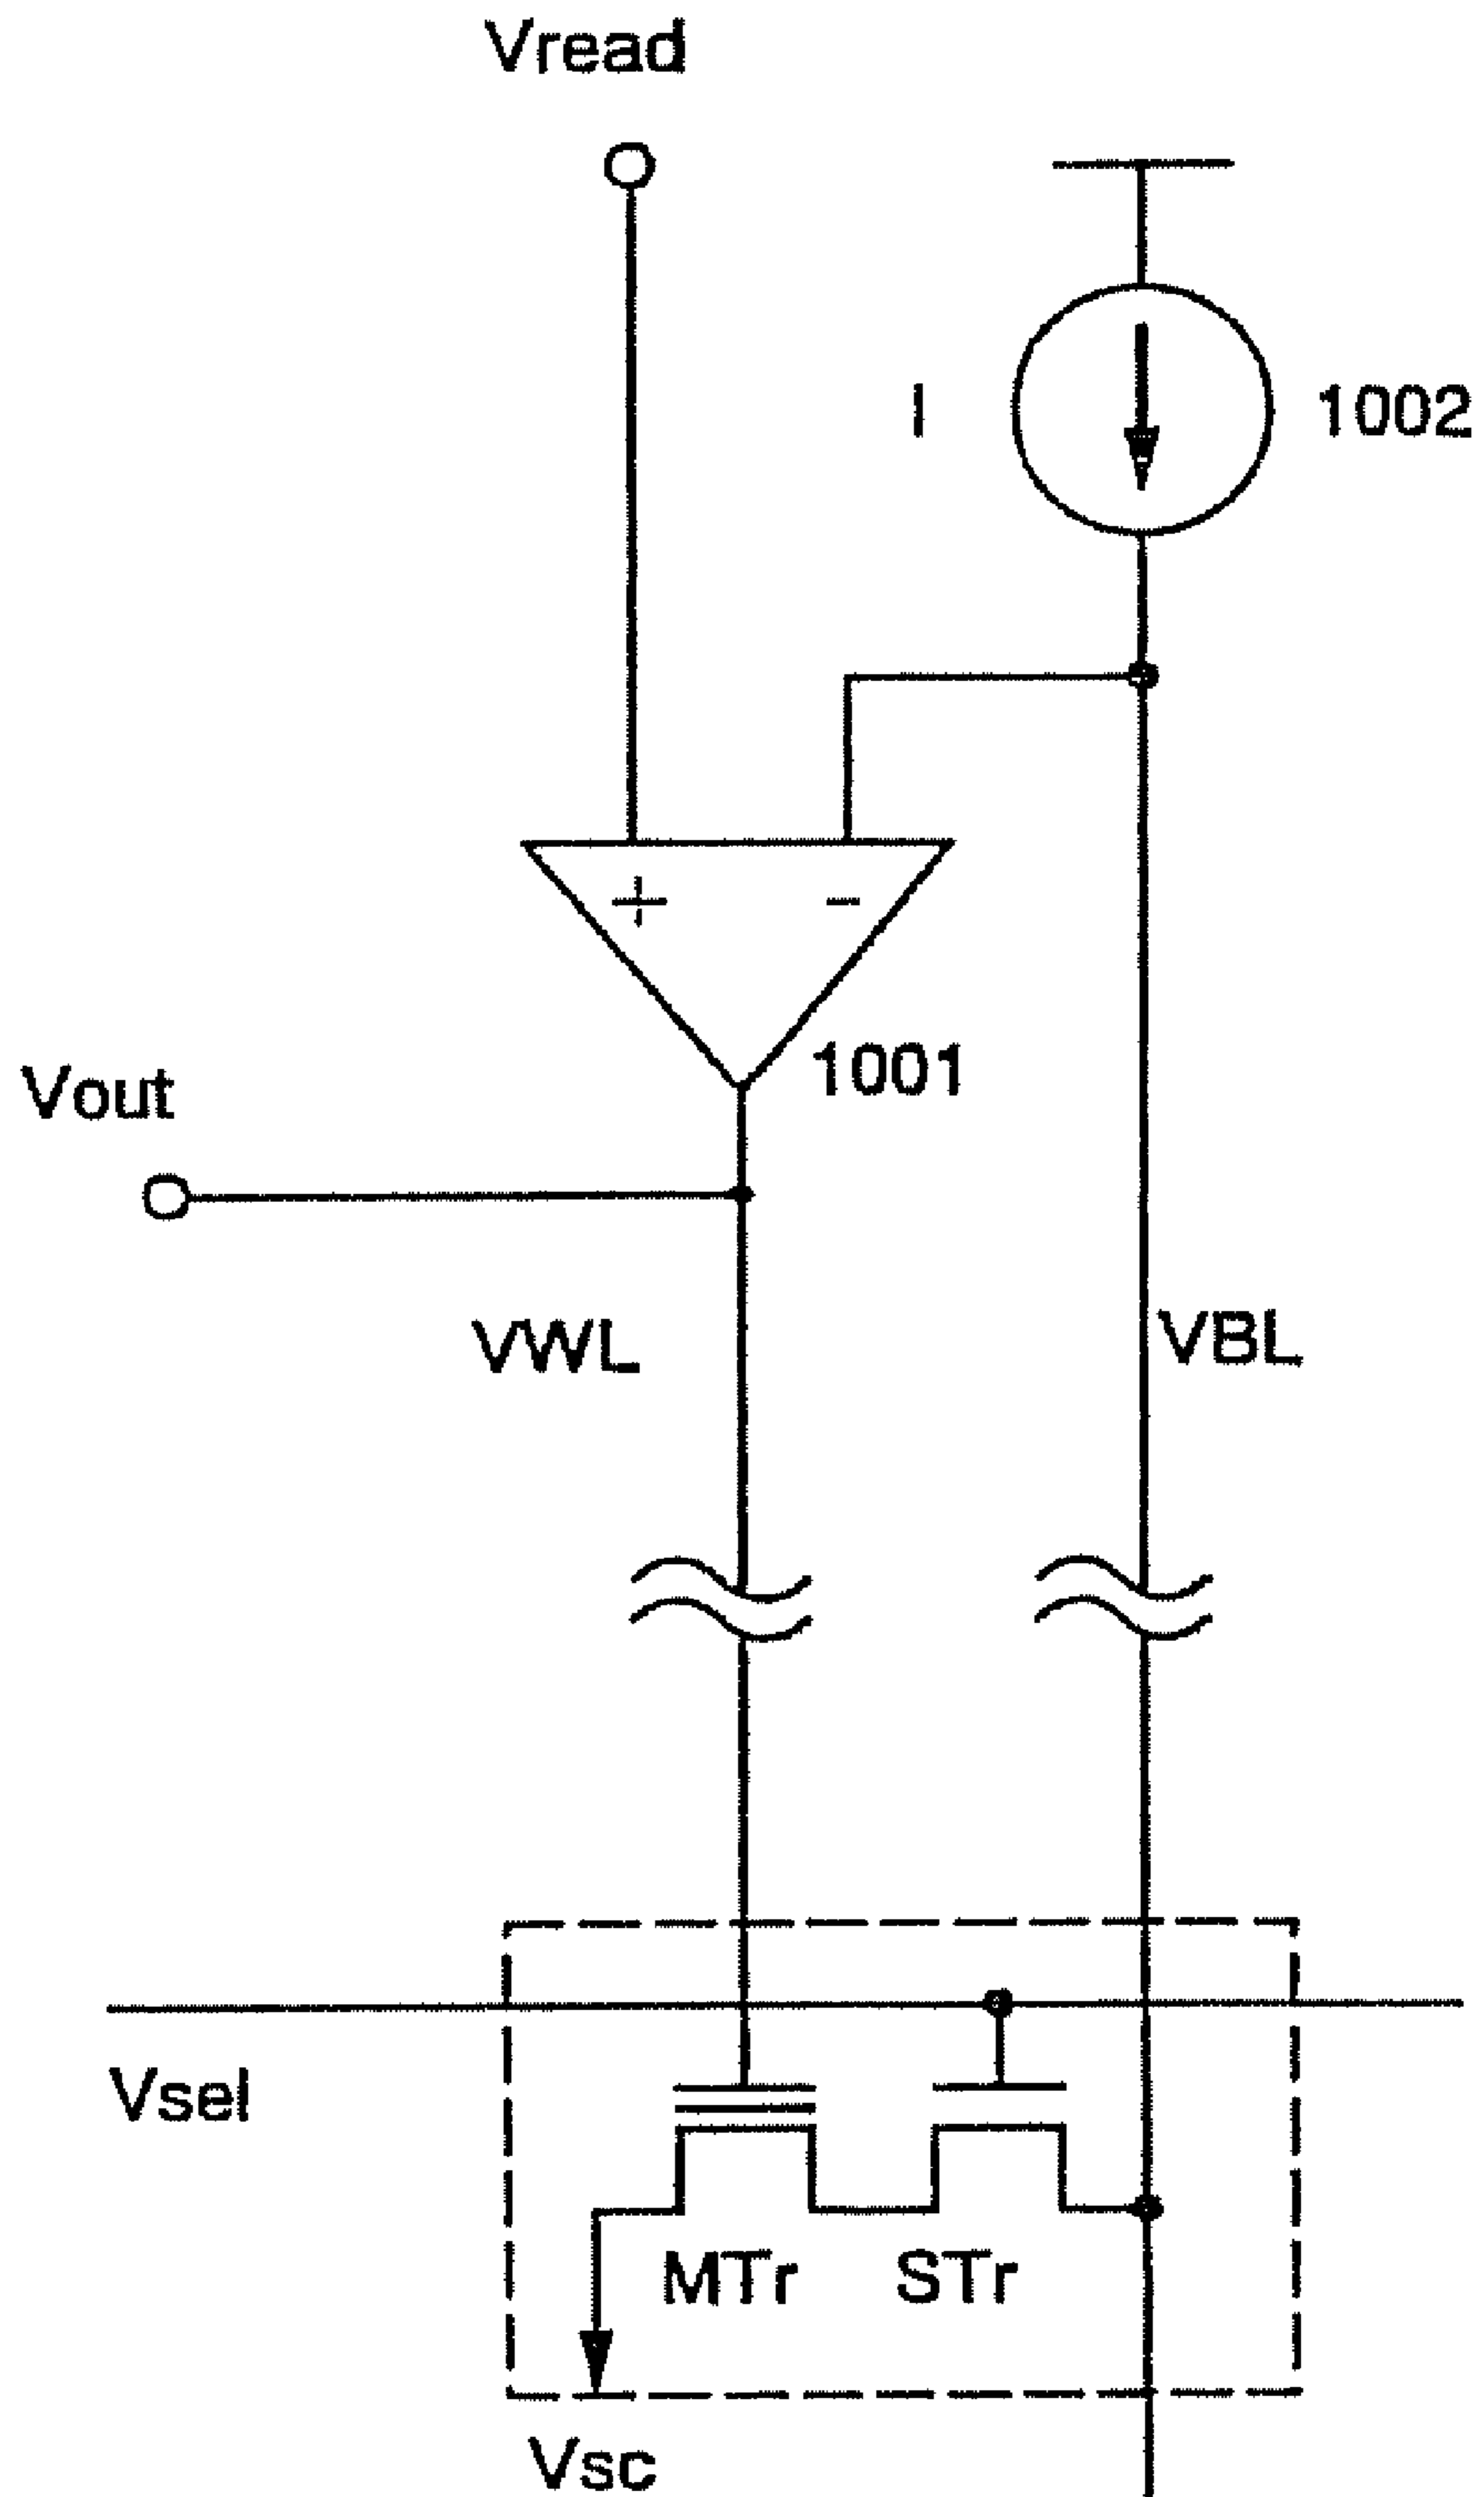 Vread
I
1002
+
-
1001
Vout
VWL
VBL
Vsel
MTr
STr
Vsc